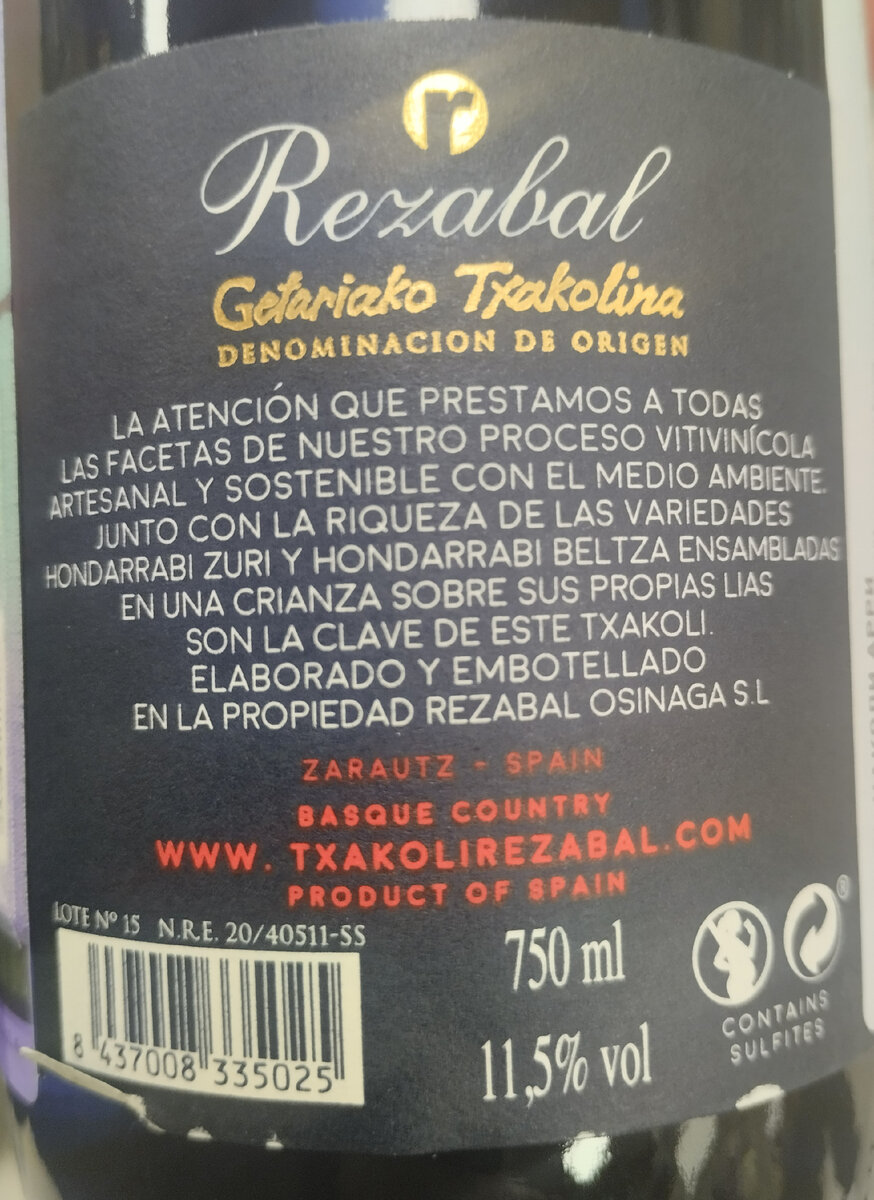 r
Rezabal
Getariako Txakolina
DENOMINACION DE ORIGEN
LA ATENCIÓN QUE PRESTAMOS A TODAS
LAS FACETAS DE NUESTRO PROCESO VITIVINÍCOLA
ARTESANAL Y SOSTENIBLE CON EL MEDIO AMBIENTE,
JUNTO CON LA RIQUEZA DE LAS VARIEDADES
HONDARRABI ZURI Y HONDARRABI BELTZA ENSAMBLADAS
EN UNA CRIANZA SOBRE SUS PROPIAS LIAS
SON LA CLAVE DE ESTE TXAKOLI.
ELABORADO Y EMBOTELLADO
EN LA PROPIEDAD REZABAL OSINAGA S.L
ZARAUTZ - SPAIN
BASQUE COUNTRY
WWW. TXAKOLIREZABAL.COM
PRODUCT OF SPAIN
LOTE Nº 15 N.R.E. 20/40511-SS
750 ml
®
CONTAINS
SULFITES
11,5% vol
8 437008 335025